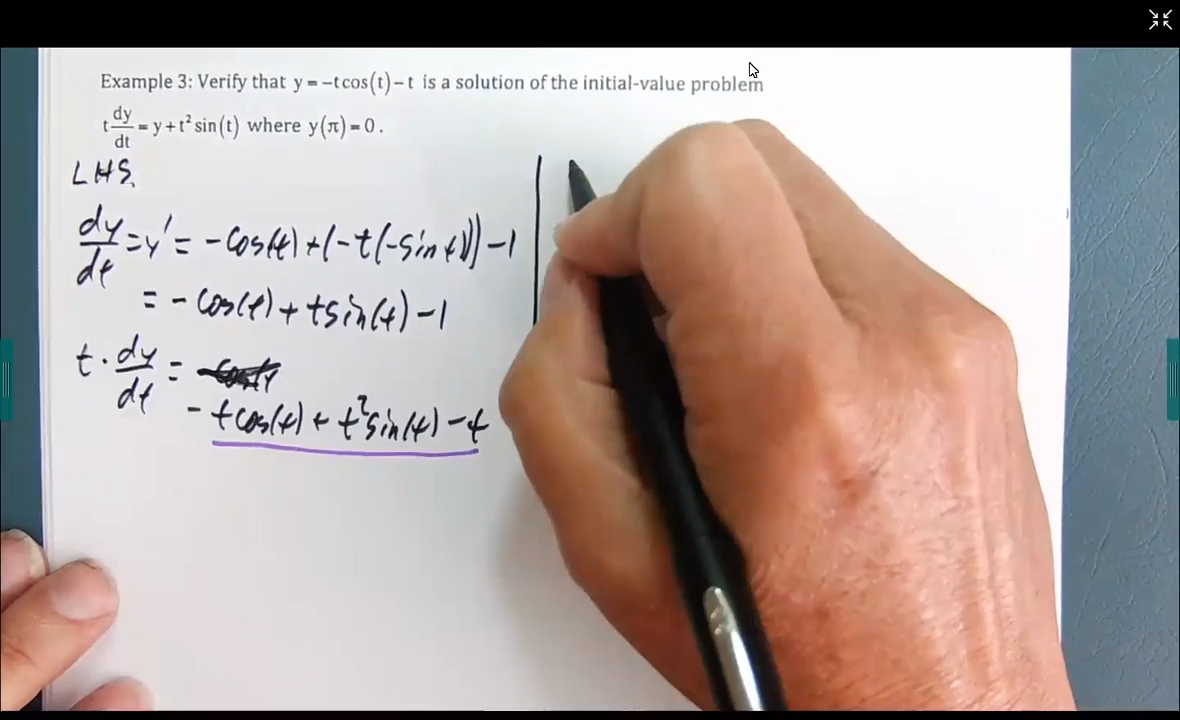 Example 3: Verify that y = −t cos(t) − t is a solution of the initial-value problem
t dy/dt = y + t² sin(t) where y(π) = 0.
LHS
dy/dt = y' = -cos(t) + (-t(-sin t)) - 1
= -cos(t) + t sin(t) - 1
t · dy/dt =
- t cos(t) + t² sin(t) - t